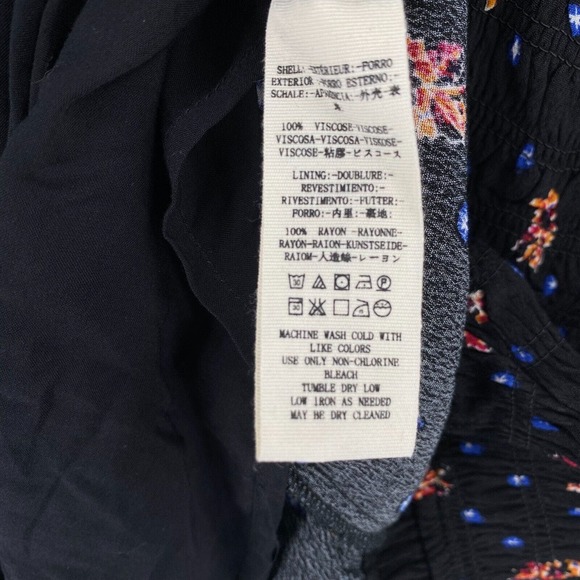 SHELL: EXTÉRIEUR:-FORRO
EXTERIOR FORRO ESTERNO:-
SCHALE:-APARÊNCIA:-外壳-表
100% VISCOSE-VISCOSE-
VISCOSA-VISCOSA-VISKOSE-
VISCOSE-粘膠-ビスコース
LINING:-DOUBLURE:-
REVESTIMIENTO:-
RIVESTIMENTO:-FUTTER:-
FORRO:-内里:-裏地:
100% RAYON -RAYONNE-
RAYÓN-RAION-KUNSTSEIDE-
RAIOM-人造絲-レーヨン
MACHINE WASH COLD WITH
LIKE COLORS
USE ONLY NON-CHLORINE
BLEACH
TUMBLE DRY LOW
LOW IRON AS NEEDED
MAY BE DRY CLEANED